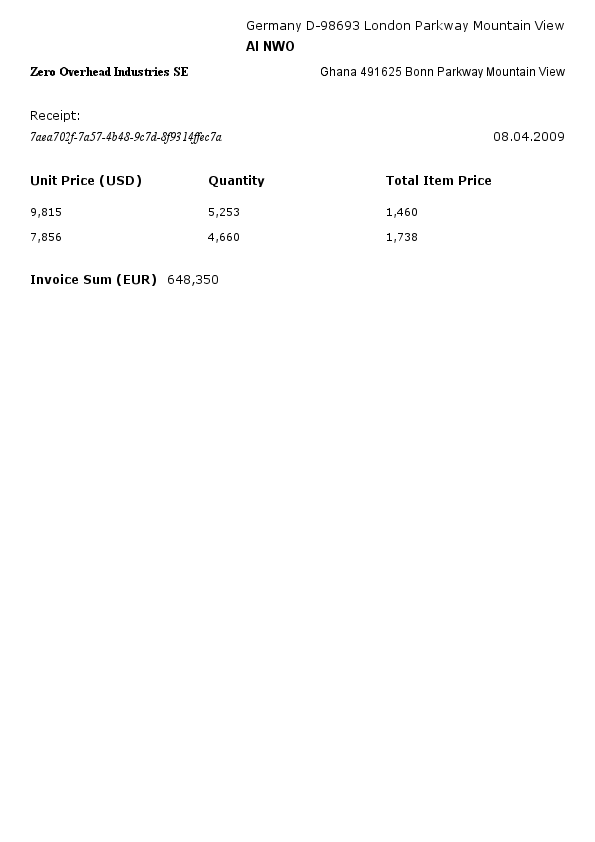 Germany D-98693 London Parkway Mountain View
AI NWO
Zero Overhead Industries SE Ghana 491625 Bonn Parkway Mountain View
Receipt:
7aea702f-7a57-4b48-9c7d-8f9314ffec7a 08.04.2009
Unit Price (USD) Quantity Total Item Price
9,815 5,253 1,460
7,856 4,660 1,738
Invoice Sum (EUR) 648,350